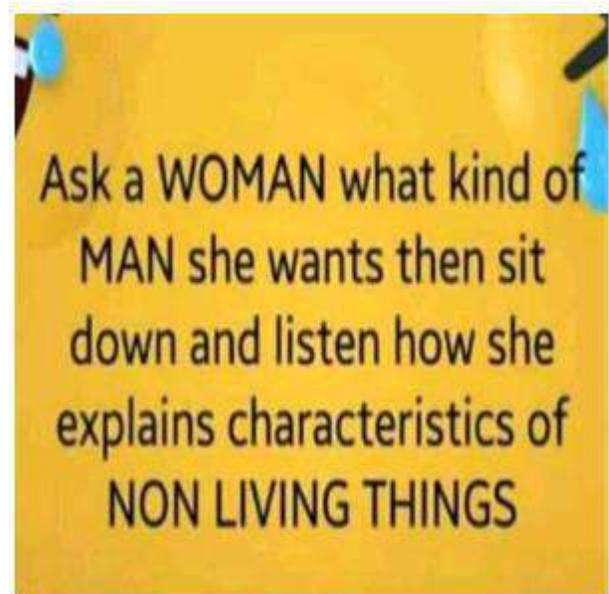 Ask a WOMAN what kind of
MAN she wants then sit
down and listen how she
explains characteristics of
NON LIVING THINGS